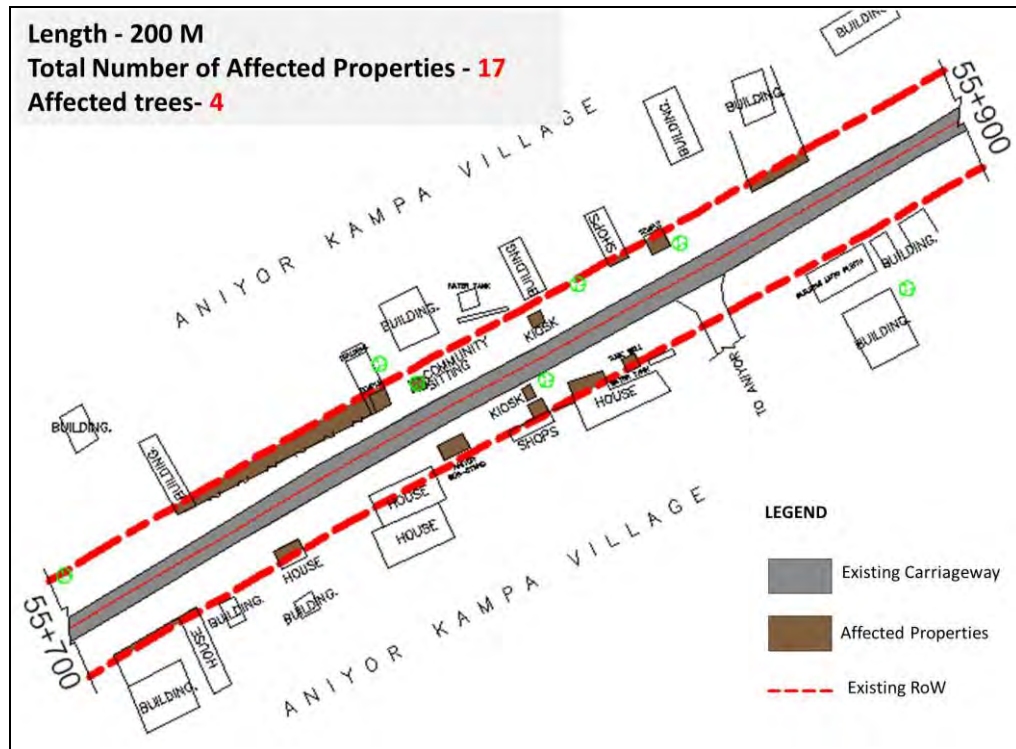 Length - 200 M
Total Number of Affected Properties - 17
Affected trees- 4
BUILDING.
BUILDING.
BUILDING.
55+900
ANIYOR KAMPA VILLAGE
SHOPS
BUILDING
WATER TANK
BUILDING.
KIOSK
COMMUNITY
SITTING
BUILDING.
BUILDING.
BUILDING.
BUILDING.
TO ANIYOR
HOUSE
KIOSK
SHOPS
HOUSE
HOUSE
HOUSE
BUILDING.
BUILDING.
HOUSE
BUILDING.
55+700
ANIYOR KAMPA VILLAGE
LEGEND
Existing Carriageway
Affected Properties
Existing RoW